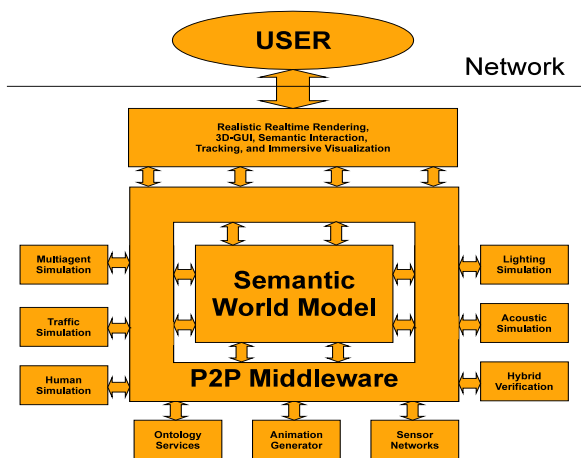 USER
Network
Realistic Realtime Rendering,
3D-GUI, Semantic Interaction,
Tracking, and Immersive Visualization
Multiagent
Simulation
Traffic
Simulation
Human
Simulation
Semantic
World Model
P2P Middleware
Lighting
Simulation
Acoustic
Simulation
Hybrid
Verification
Ontology
Services
Animation
Generator
Sensor
Networks